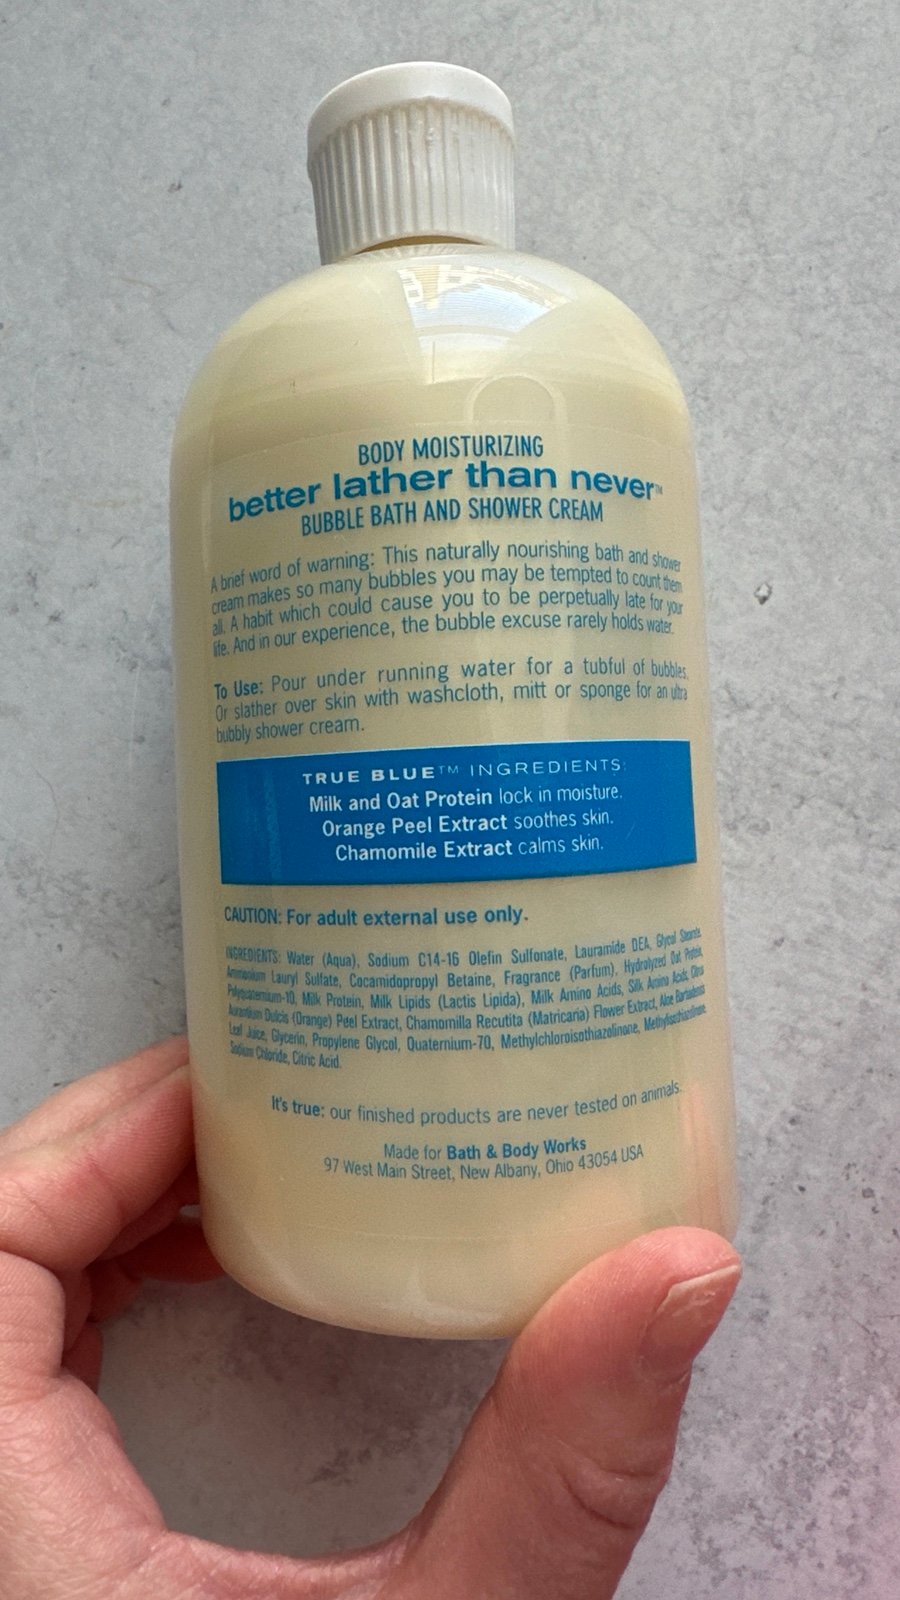 BODY MOISTURIZING
better lather than never™
BUBBLE BATH AND SHOWER CREAM
A brief word of warning: This naturally nourishing bath and shower
cream makes so many bubbles you may be tempted to count them
all. A habit which could cause you to be perpetually late for your
life. And in our experience, the bubble excuse rarely holds water.
To Use: Pour under running water for a tubful of bubbles.
Or slather over skin with washcloth, mitt or sponge for an ultra
bubbly shower cream.
TRUE BLUE™ INGREDIENTS:
Milk and Oat Protein lock in moisture.
Orange Peel Extract soothes skin.
Chamomile Extract calms skin.
CAUTION: For adult external use only.
INGREDIENTS: Water (Aqua), Sodium C14-16 Olefin Sulfonate, Lauramide DEA, Glycol Stearate,
Ammonium Lauryl Sulfate, Cocamidopropyl Betaine, Fragrance (Parfum), Hydrolyzed Oat Protein,
Polyquaternium-10, Milk Protein, Milk Lipids (Lactis Lipida), Milk Amino Acids, Silk Amino Acids, Citrus
Aurantium Dulcis (Orange) Peel Extract, Chamomilla Recutita (Matricaria) Flower Extract, Aloe Barbadensis
Leaf Juice, Glycerin, Propylene Glycol, Quaternium-70, Methylchloroisothiazolinone, Methylisothiazolinone,
Sodium Chloride, Citric Acid.
It's true: our finished products are never tested on animals.
Made for Bath & Body Works
97 West Main Street, New Albany, Ohio 43054 USA